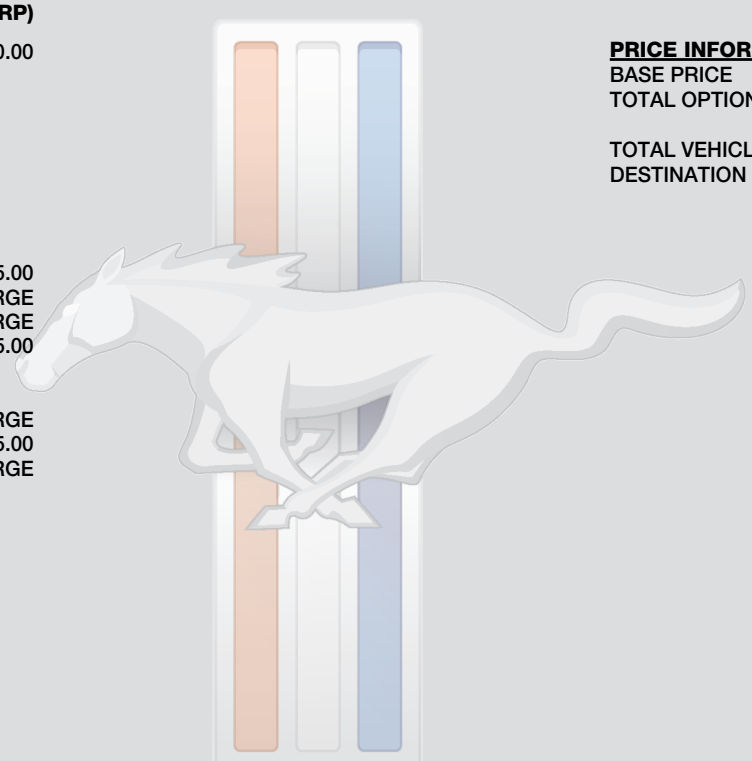 RP)
0.00
5.00
RGE
RGE
5.00
RGE
5.00
RGE
PRICE INFOR
BASE PRICE
TOTAL OPTION
TOTAL VEHICL
DESTINATION